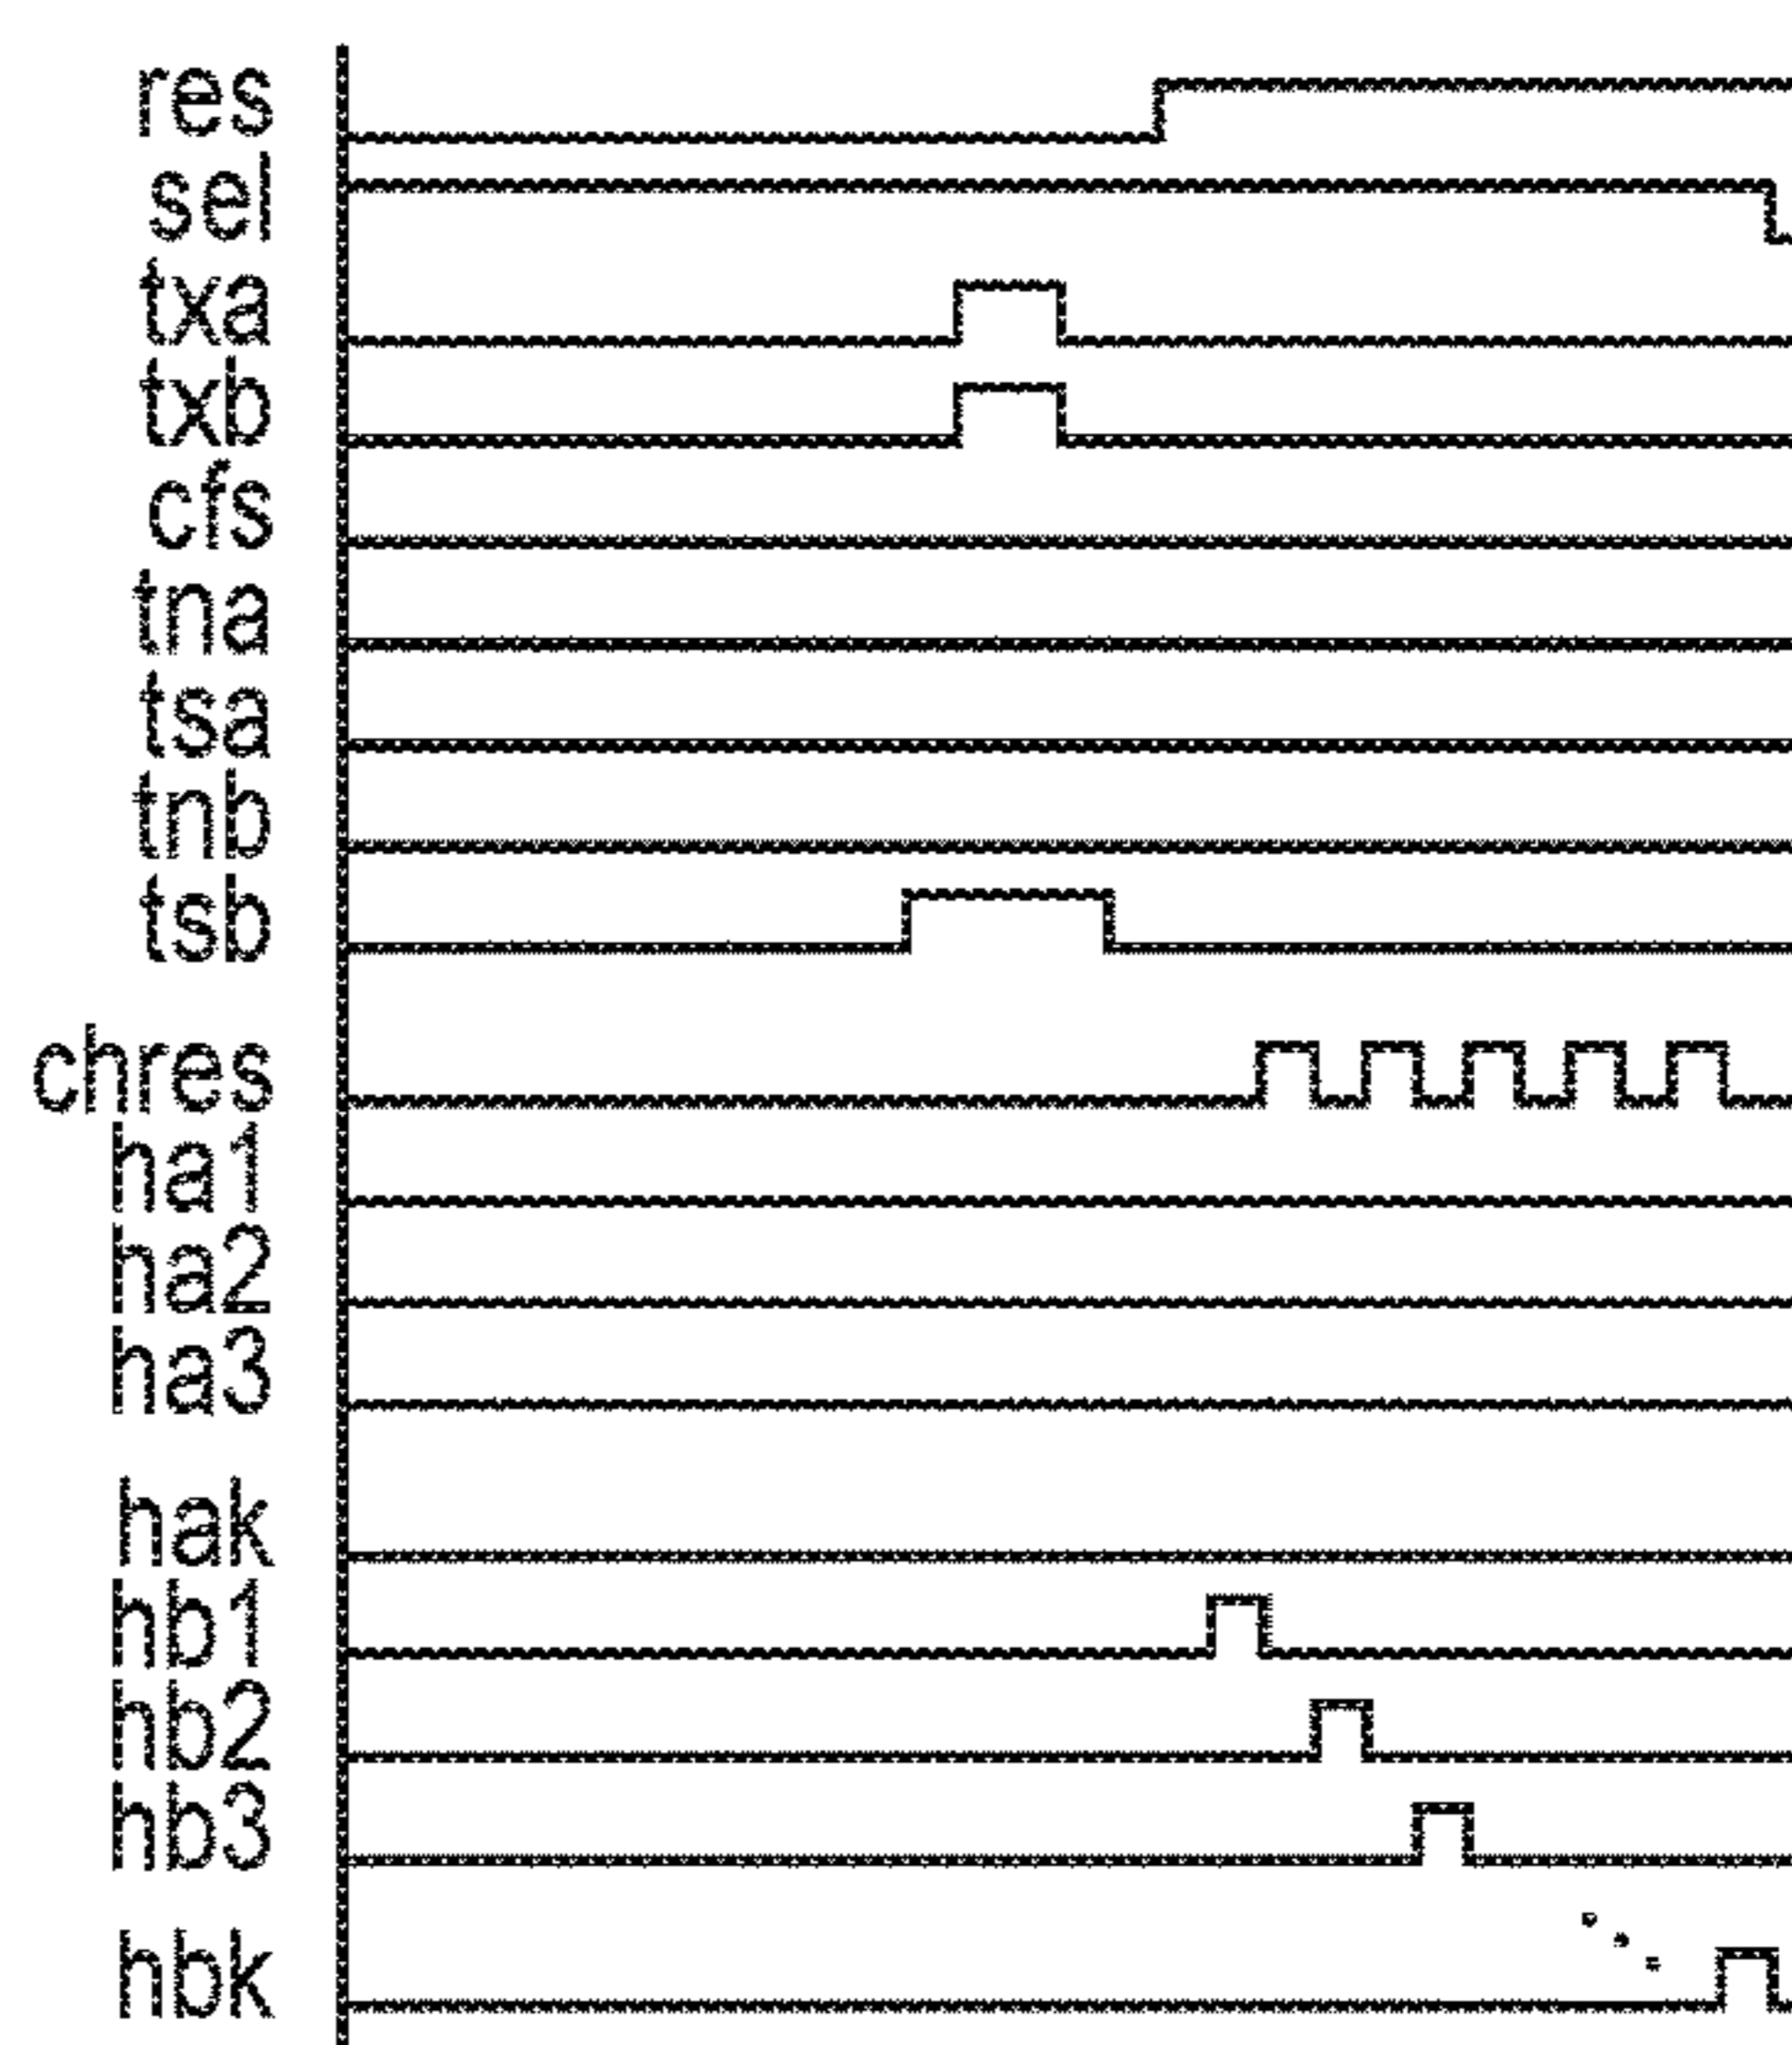 res
sel
txa
txb
cfs
tna
tsa
tnb
tsb
chres
ha1
ha2
ha3
hak
hb1
hb2
hb3
hbk